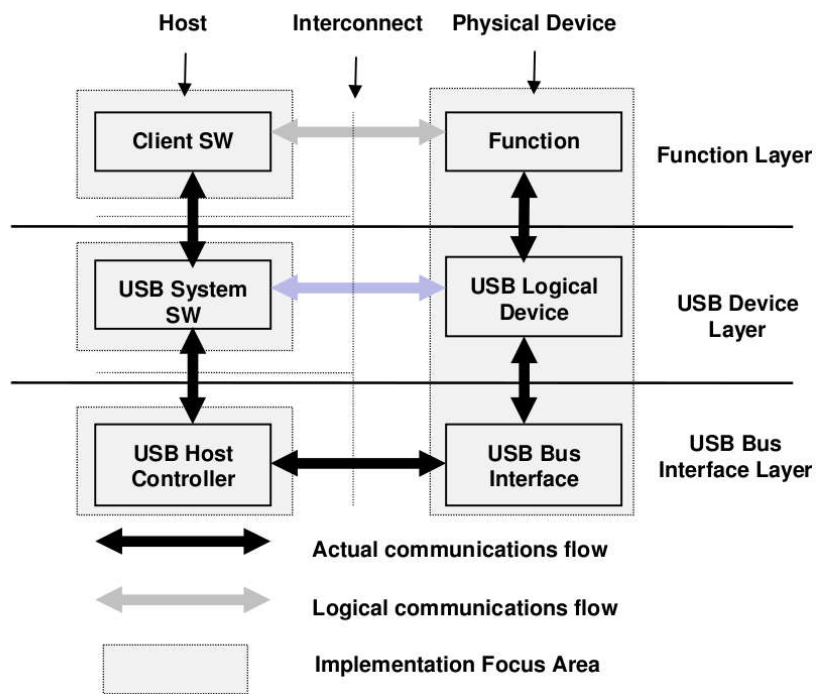 Host
Interconnect
Physical Device
Client SW
Function
Function Layer
USB System
SW
USB Logical
Device
USB Device
Layer
USB Host
Controller
USB Bus
Interface
USB Bus
Interface Layer
Actual communications flow
Logical communications flow
Implementation Focus Area